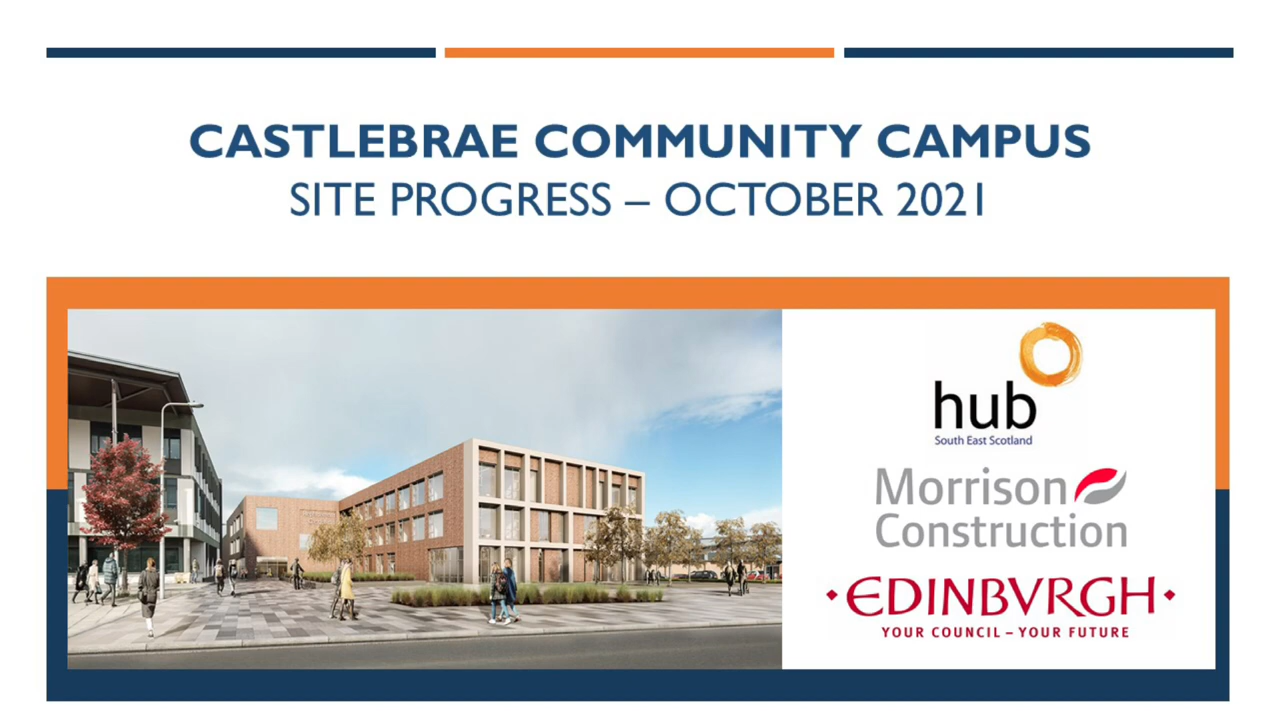 CASTLEBRAE COMMUNITY CAMPUS
SITE PROGRESS – OCTOBER 2021
hub
South East Scotland
Morrison
Construction
•EDINBVRGH•
YOUR COUNCIL – YOUR FUTURE